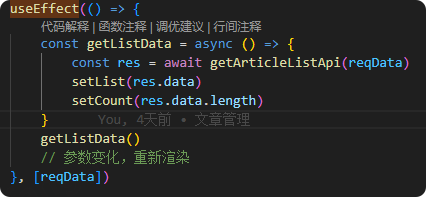 useEffect(() => {
代码解释 | 函数注释 | 调优建议 | 行间注释
const getListData = async () => {
const res = await getArticleListApi(reqData)
setList(res.data)
setCount(res.data.length)
}
You, 4天前 • 文章管理
getListData()
// 参数变化，重新渲染
}, [reqData])